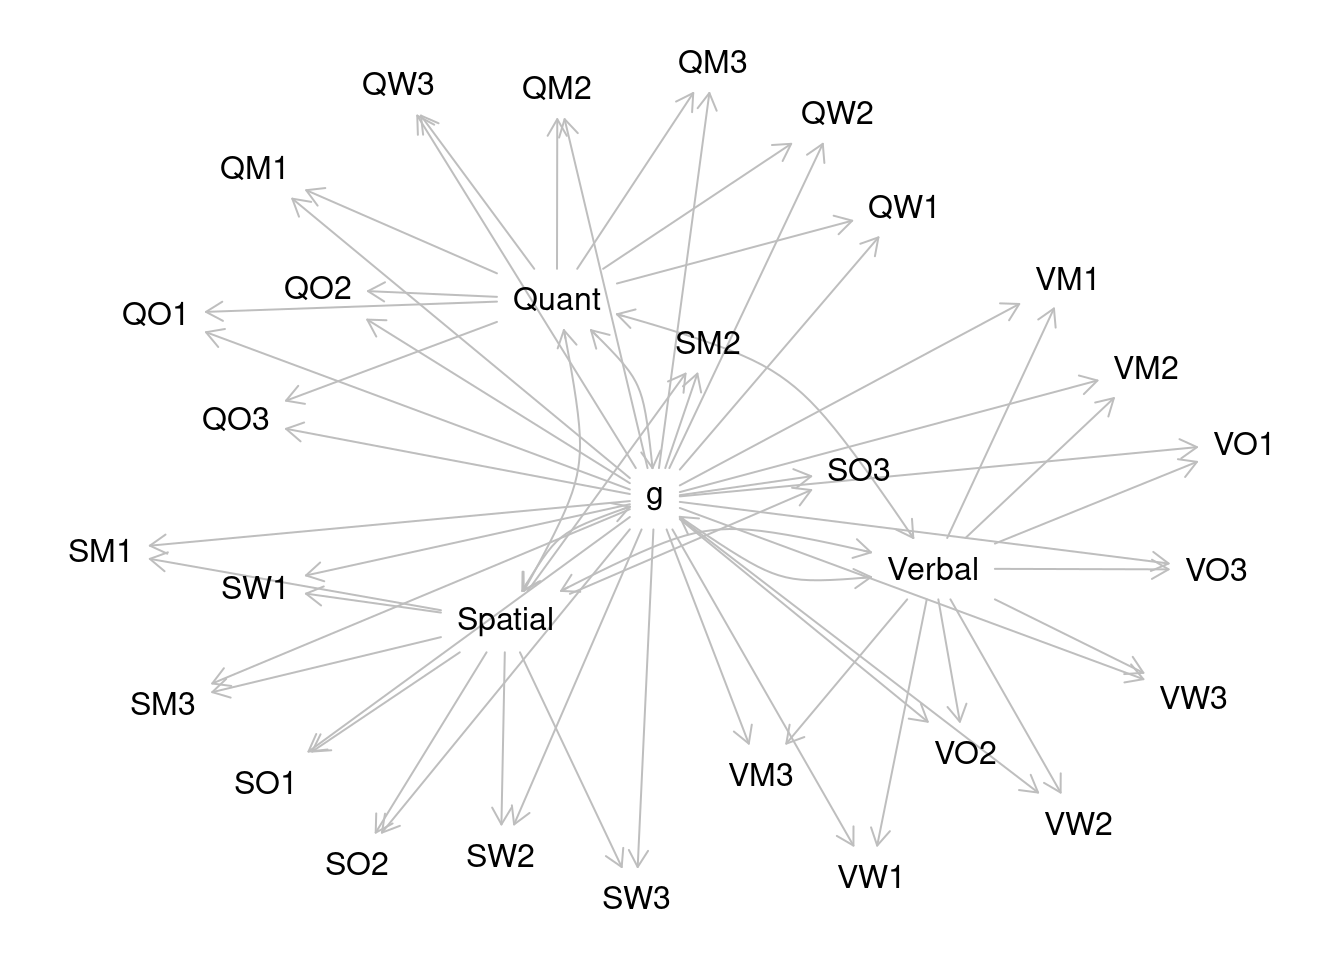 QM3
QW3
QM2
QW2
QM1
QW1
VM1
QO2
Quant
QO1
SM2
VM2
QO3
VO1
SO3
g
SM1
Verbal
VO3
SW1
Spatial
VW3
SM3
VO2
VM3
SO1
VW2
SW2
SO2
VW1
SW3